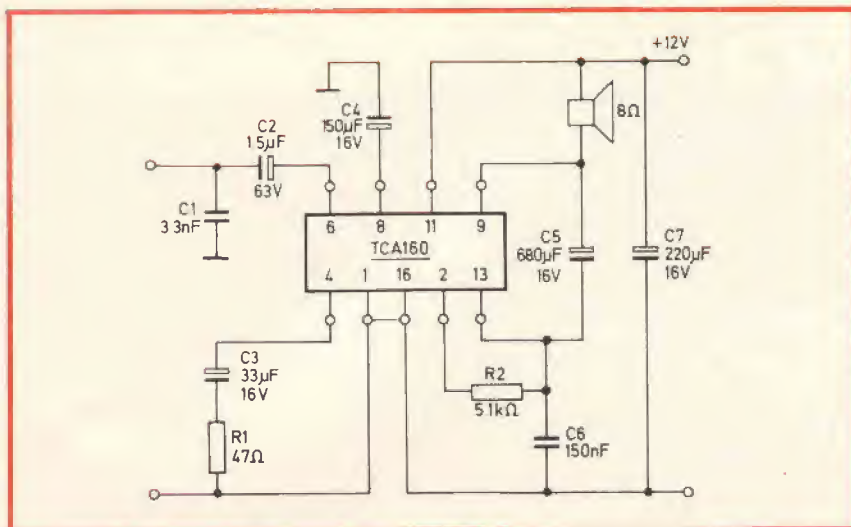 +12V
C4
150µF
16V
8Ω
C2
1.5µF
63V
C1
3.3nF
6 8 11 9
TCA160
4 1 16 2 13
C5
680µF
16V
C7
220µF
16V
C3
33µF
16V
R2
5.1kΩ
R1
47Ω
C6
150nF